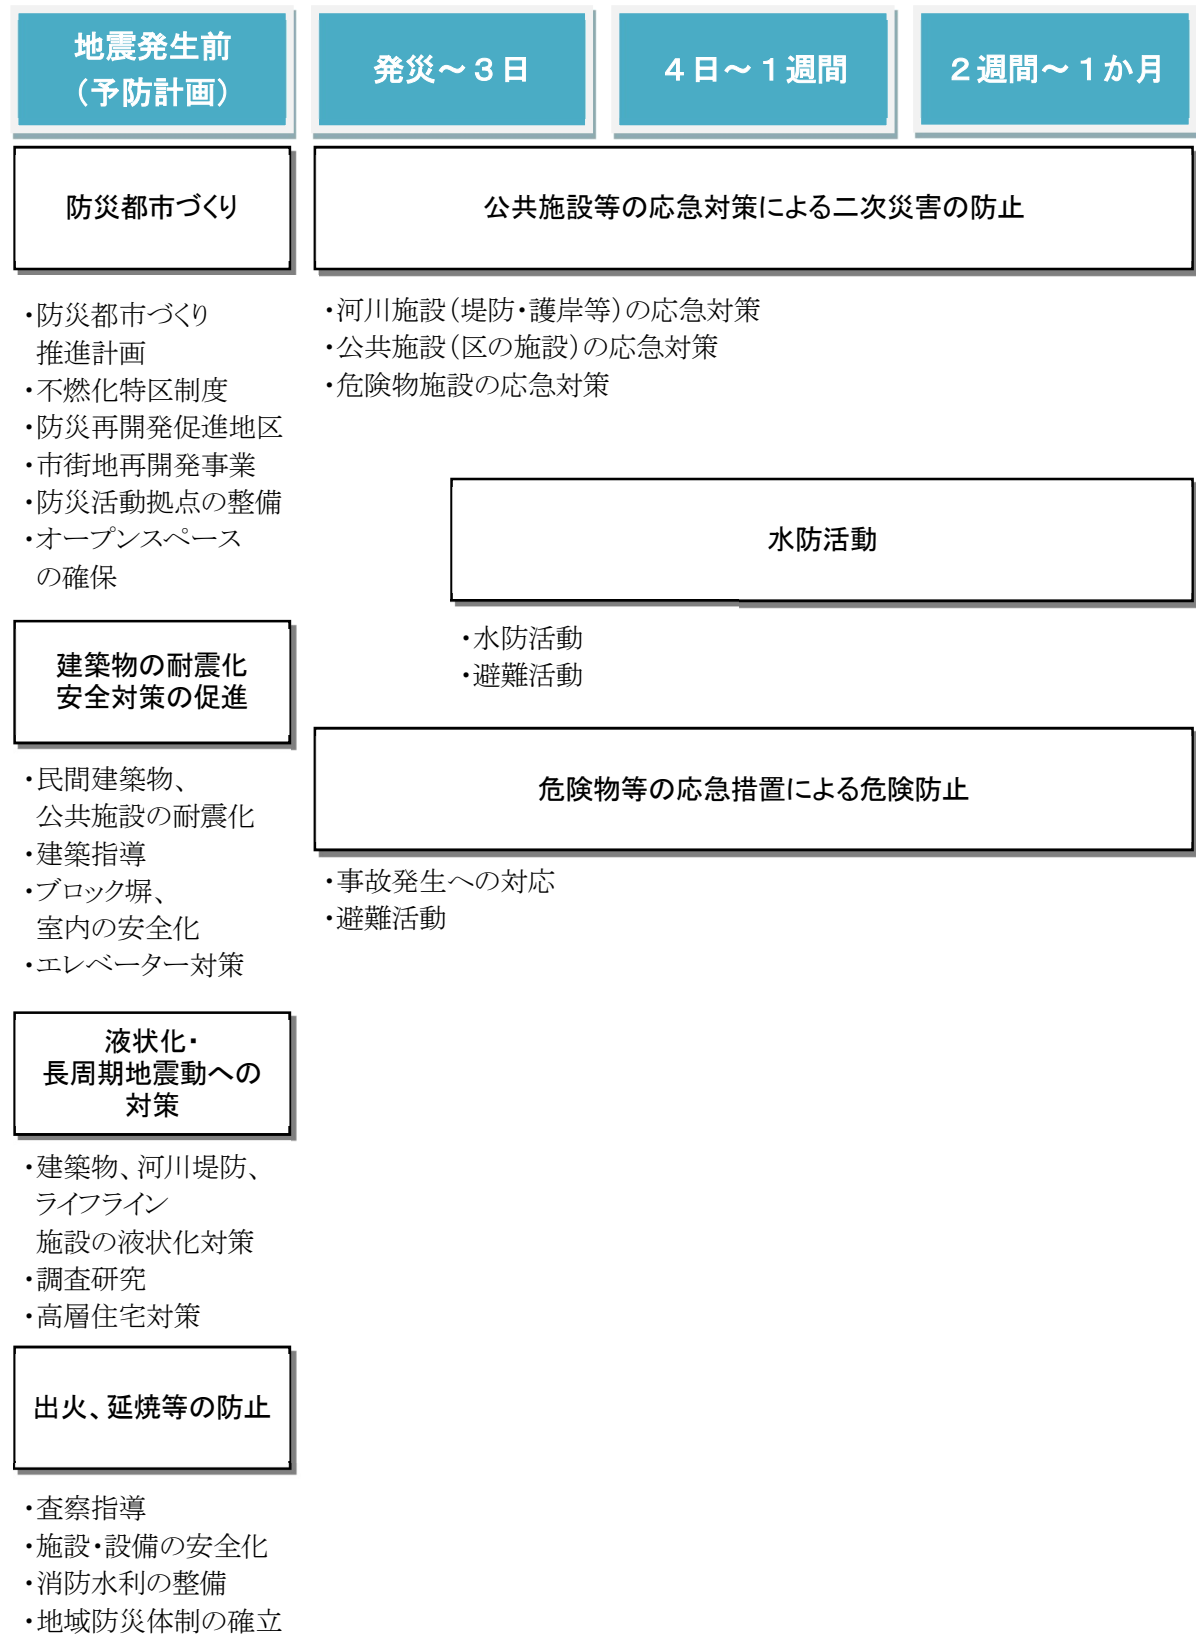 地震発生前
（予防計画）
発災～３日
４日～１週間
２週間～１か月
防災都市づくり
・防災都市づくり
推進計画
・不燃化特区制度
・防災再開発促進地区
・市街地再開発事業
・防災活動拠点の整備
・オープンスペース
の確保
建築物の耐震化
安全対策の促進
・民間建築物、
公共施設の耐震化
・建築指導
・ブロック塀、
室内の安全化
・エレベーター対策
液状化・
長周期地震動への
対策
・建築物、河川堤防、
ライフライン
施設の液状化対策
・調査研究
・高層住宅対策
出火、延焼等の防止
・査察指導
・施設・設備の安全化
・消防水利の整備
・地域防災体制の確立
公共施設等の応急対策による二次災害の防止
・河川施設（堤防・護岸等）の応急対策
・公共施設（区の施設）の応急対策
・危険物施設の応急対策
水防活動
・水防活動
・避難活動
危険物等の応急措置による危険防止
・事故発生への対応
・避難活動